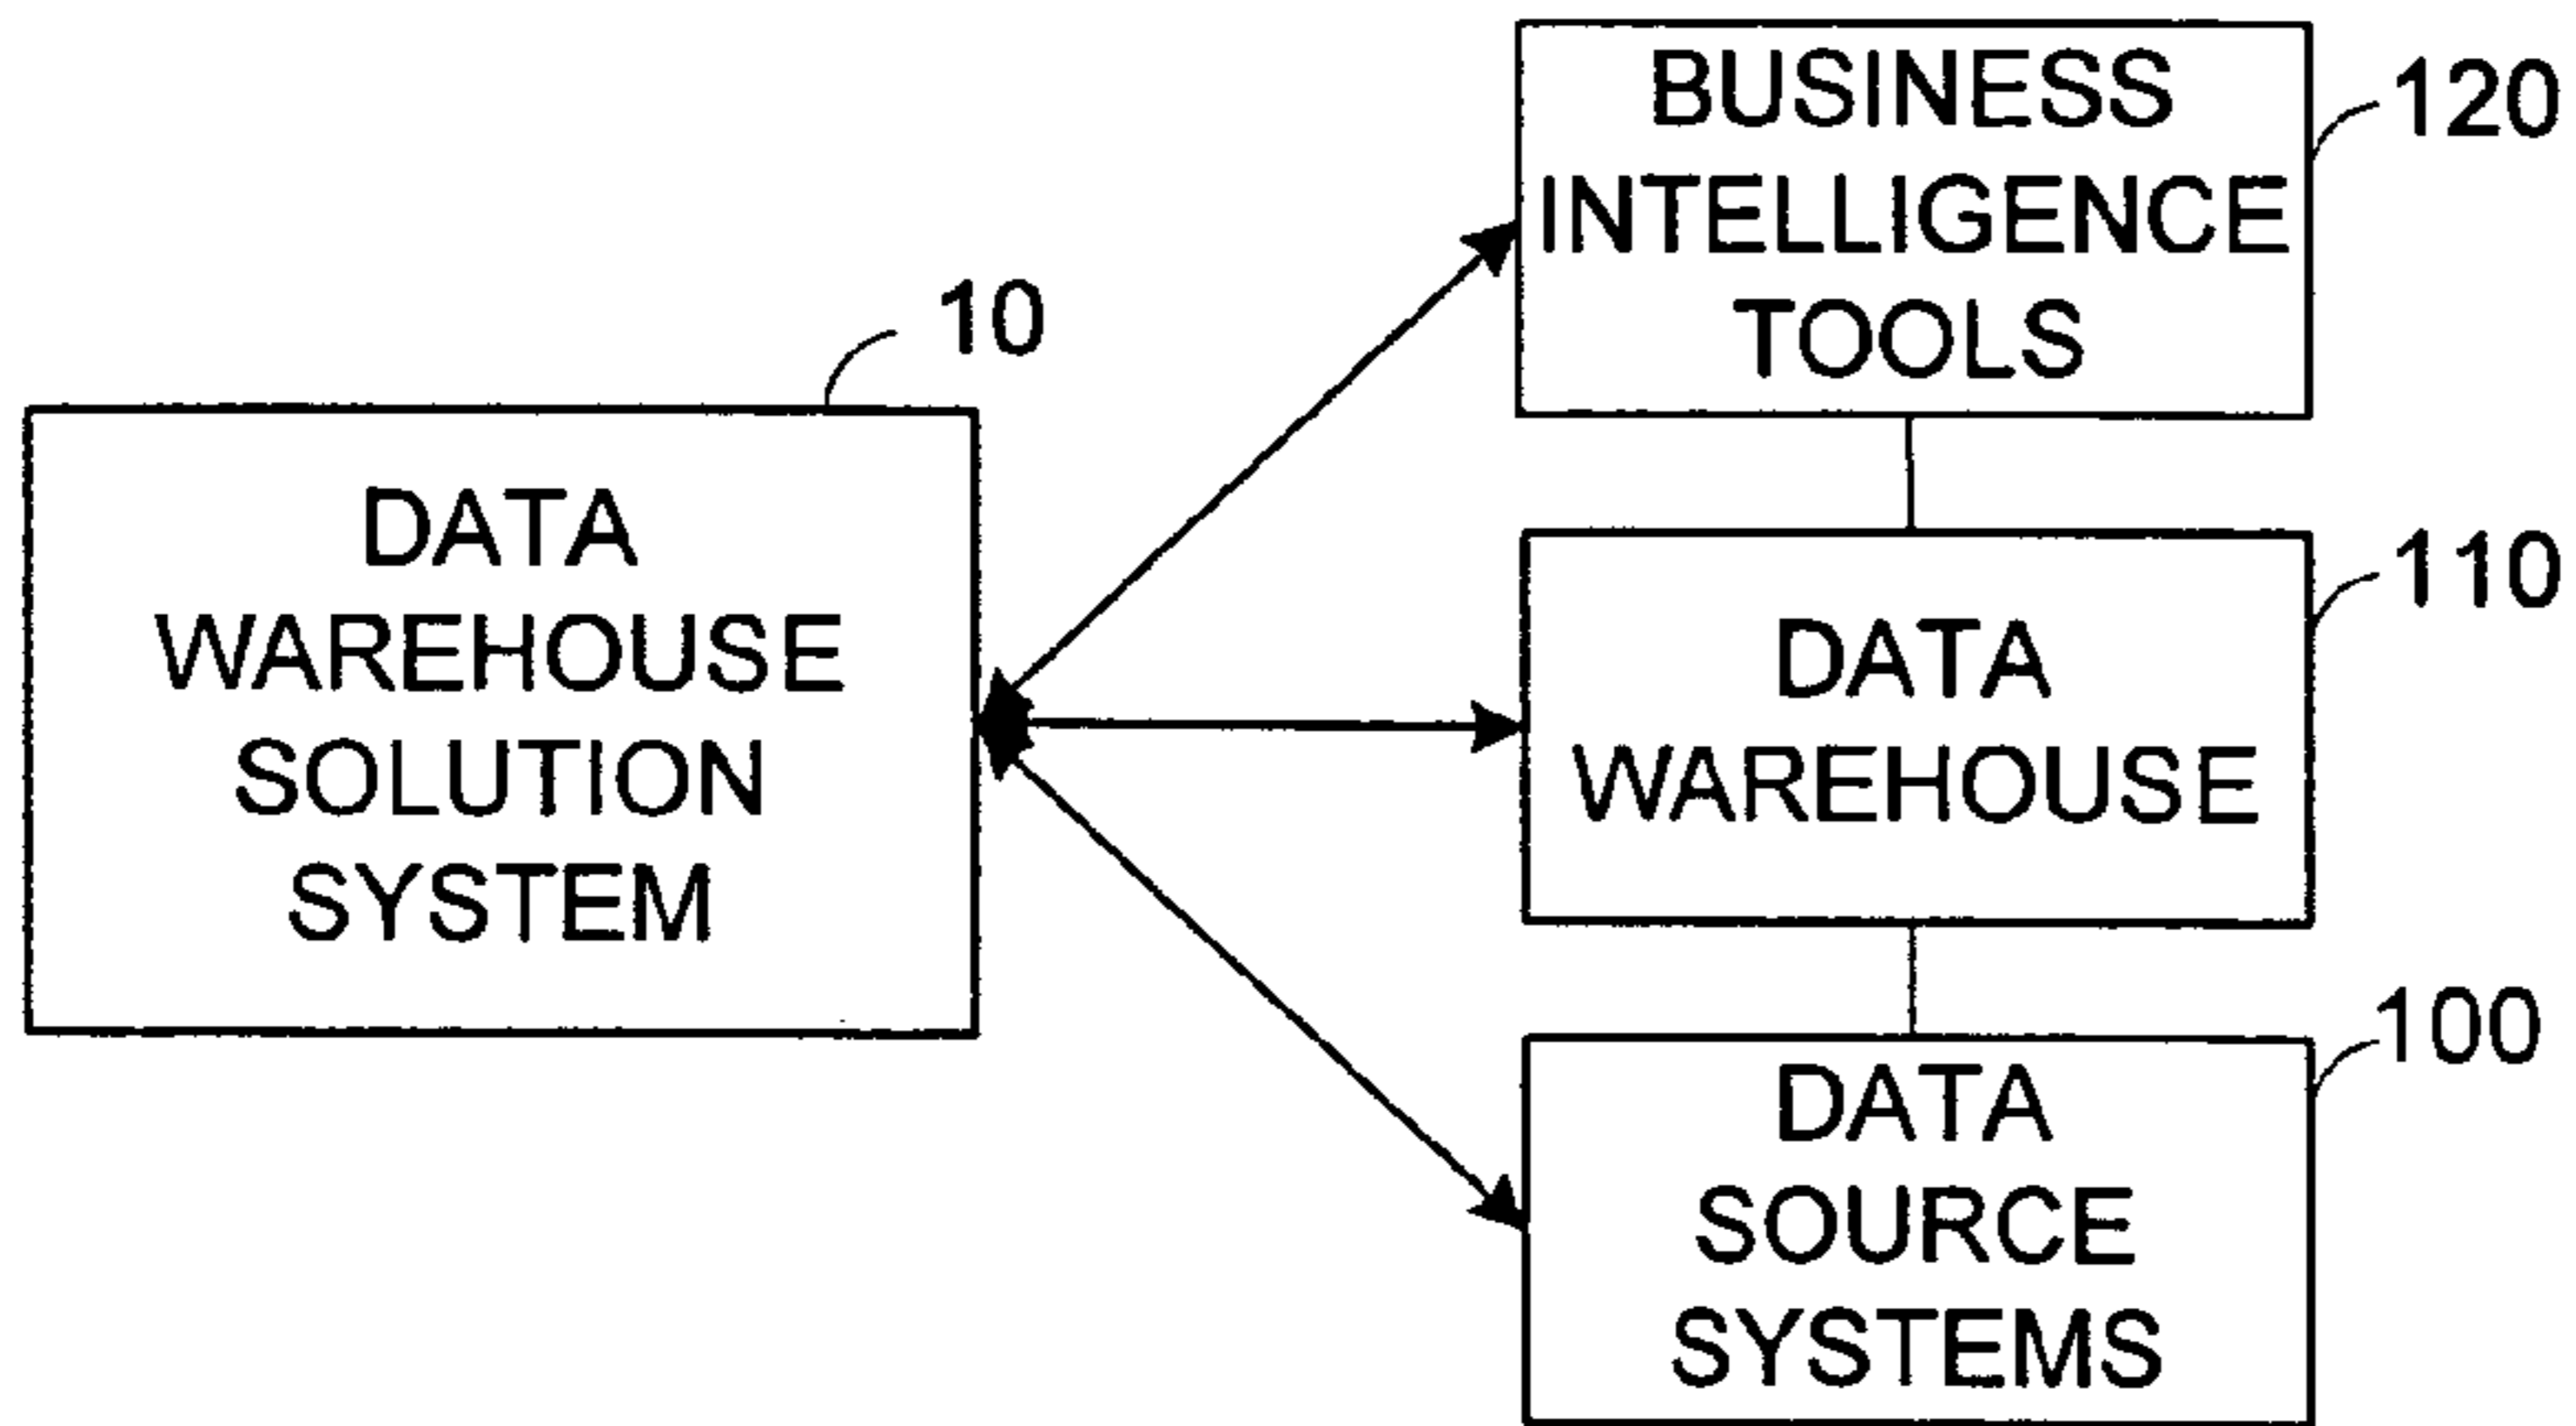 10
DATA
WAREHOUSE
SOLUTION
SYSTEM
BUSINESS
INTELLIGENCE
TOOLS
120
DATA
WAREHOUSE
110
DATA
SOURCE
SYSTEMS
100